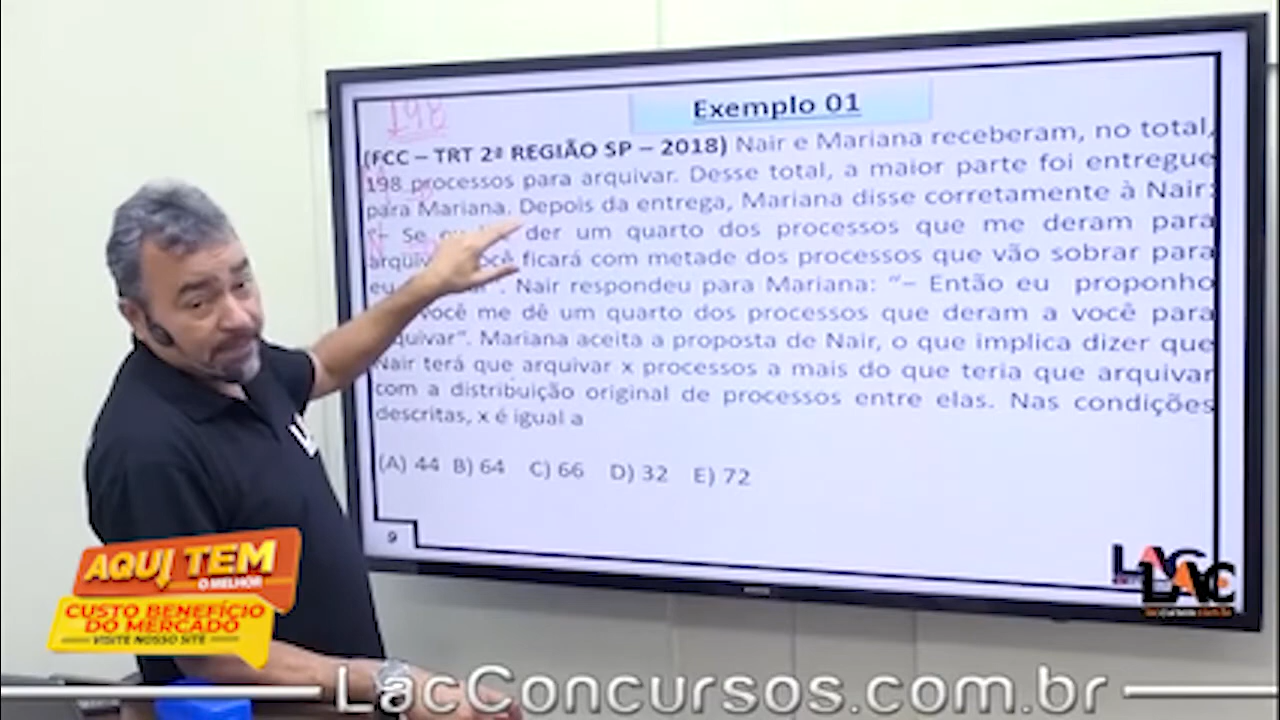 198
Exemplo 01
(FCC – TRT 2ª REGIÃO SP – 2018) Nair e Mariana receberam, no total,
198 processos para arquivar. Desse total, a maior parte foi entregue
para Mariana. Depois da entrega, Mariana disse corretamente à Nair:
“– Se der um quarto dos processos que me deram para
ficará com metade dos processos que vão sobrar para
eu Nair respondeu para Mariana: “– Então eu proponho
você me dê um quarto dos processos que deram a você para
Mariana aceita a proposta de Nair, o que implica dizer que
Nair terá que arquivar x processos a mais do que teria que arquivar
com a distribuição original de processos entre elas. Nas condições
descritas, x é igual a
(A) 44 B) 64 C) 66 D) 32 E) 72
9
LAC
LAC
AQUI TEM
O MELHOR
CUSTO BENEFÍCIO
DO MERCADO
VISITE NOSSO SITE
LacConcursos.com.br